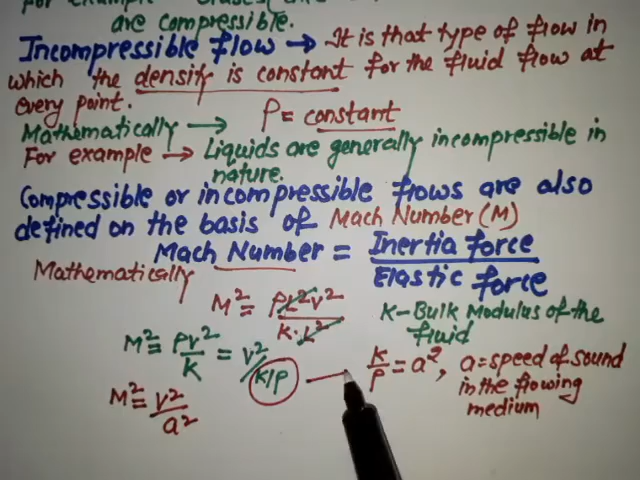 are compressible.
Incompressible flow → It is that type of flow in
which the density is constant for the fluid flow at
every point.
Mathematically → ρ = constant
For example → Liquids are generally incompressible in
nature.
Compressible or incompressible flows are also
defined on the basis of Mach Number (M)
Mach Number = Inertia force
Elastic force
Mathematically
M² = ρL²V²
K·L²
K-Bulk Modulus of the
fluid
M² = ρV²/K = V²/K/ρ
K/ρ = a², a = speed of sound
in the flowing
medium
M² = V²/a²